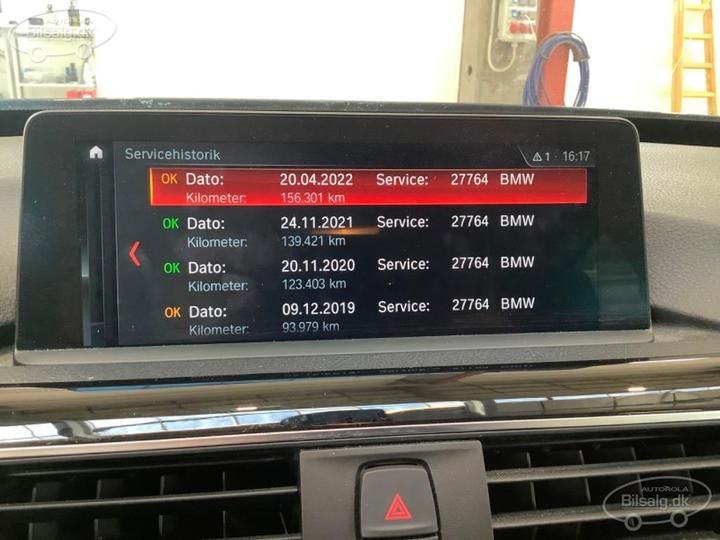 AUTOROLA
Bilsalg.dk
Servicehistorik
1 · 16:17
OK Dato: 20.04.2022 Service: 27764 BMW
Kilometer: 156.301 km
OK Dato: 24.11.2021 Service: 27764 BMW
Kilometer: 139.421 km
OK Dato: 20.11.2020 Service: 27764 BMW
Kilometer: 123.403 km
OK Dato: 09.12.2019 Service: 27764 BMW
Kilometer: 93.979 km
AUTOROLA
Bilsalg.dk